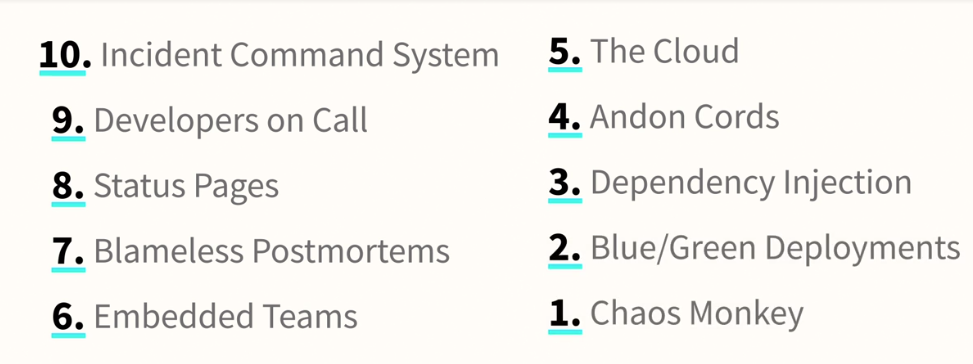 10. Incident Command System
9. Developers on Call
8. Status Pages
7. Blameless Postmortems
6. Embedded Teams
5. The Cloud
4. Andon Cords
3. Dependency Injection
2. Blue/Green Deployments
1. Chaos Monkey